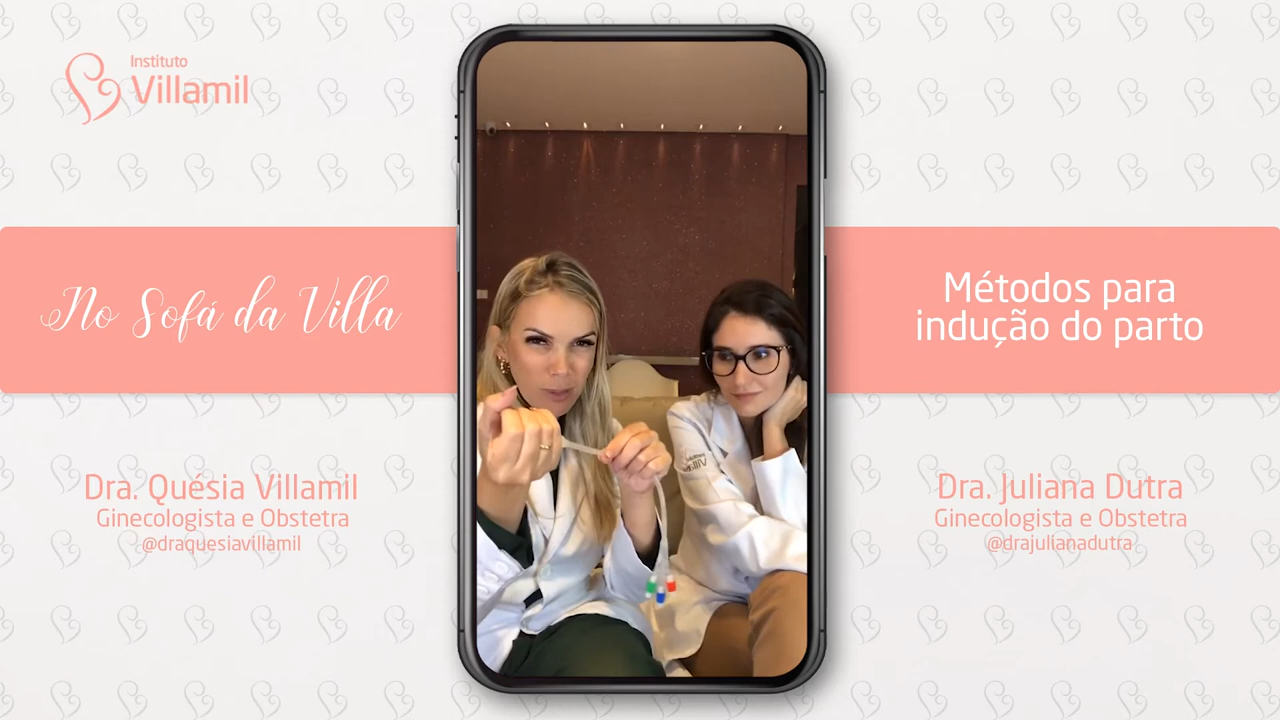 Instituto
Villamil
No Sofá da Villa
Métodos para
indução do parto
Dra. Quésia Villamil
Ginecologista e Obstetra
@draquesiavillamil
Dra. Juliana Dutra
Ginecologista e Obstetra
@drajulianadutra